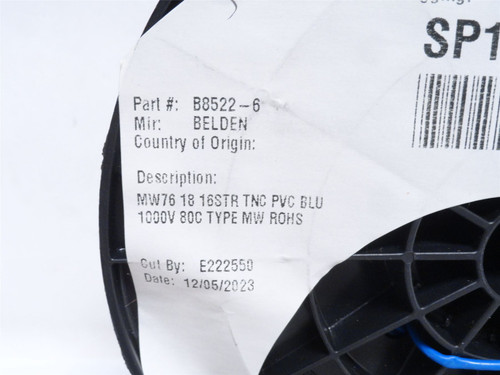 SP1
Part #: B8522-6
Mfr: BELDEN
Country of Origin:
Description:
MW76 18 16STR TNC PVC BLU
1000V 80C TYPE MW ROHS
Cut By: E222550
Date: 12/05/2023